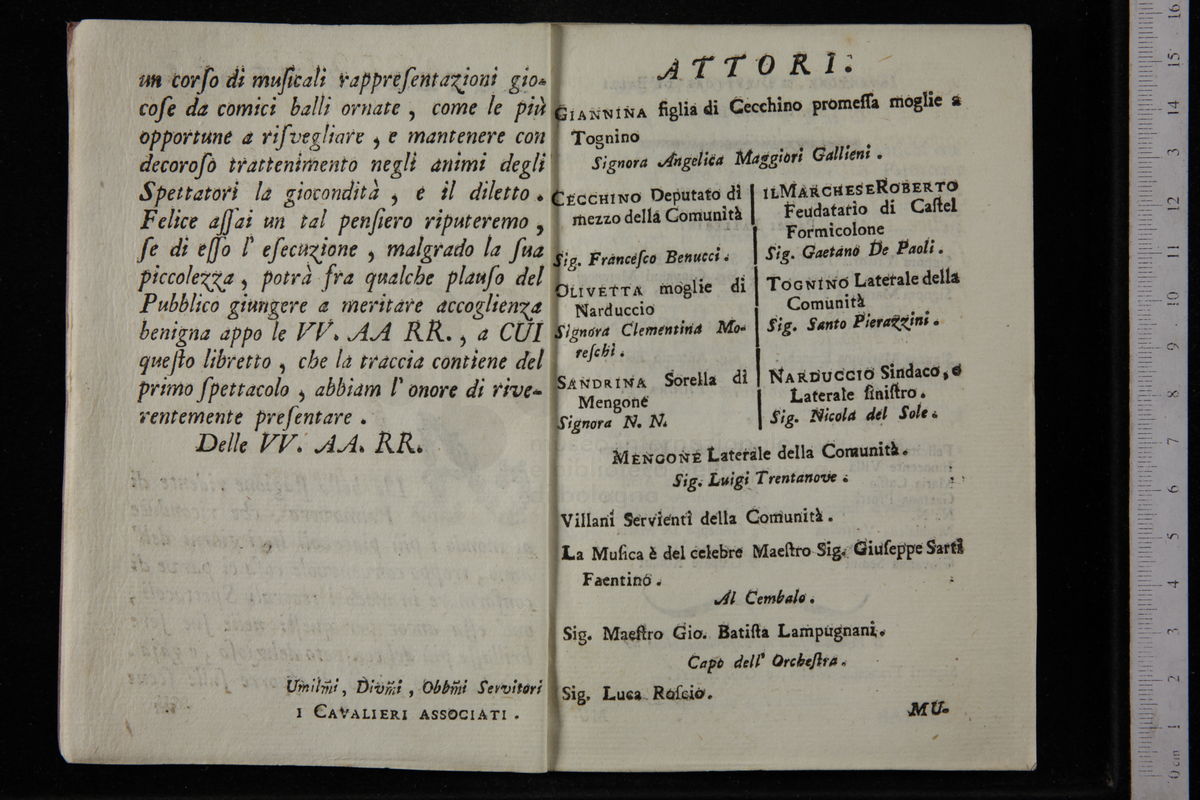 un corſo di muſicali rappreſentazioni gio-
coſe da comici balli ornate , come le più
opportune a riſvegliare , e mantenere con
decoroſo trattenimento negli animi degli
Spettatori la giocondità , e il diletto .
Felice aſſai un tal penſiero riputeremo ,
ſe di eſſo l' eſecuzione , malgrado la ſua
piccolezza , potrà fra qualche plauſo del
Pubblico giungere a meritare accoglienza
benigna appo le VV. AA RR. , a CUI
queſto libretto , che la traccia contiene del
primo ſpettacolo , abbiam l' onore di rive-
rentemente preſentare .
Delle VV. AA. RR.
Umilm̃i , Divm̃i , Obbm̃i Servitori
I CAVALIERI ASSOCIATI .
ATTORI.
GIANNINA figlia di Cecchino promeſſa moglie a
Tognino
Signora Angelica Maggiori Gallieni .
CECCHINO Deputato di
mezzo della Comunità
Sig. Franceſco Benucci .
OLIVETTA moglie di
Narduccio
Signora Clementina Mo-
reſchi .
SANDRINA Sorella di
Mengone
Signora N. N.
IL MARCHESE ROBERTO
Feudatario di Caſtel
Formicolone
Sig. Gaetano De Paoli .
TOGNINO Laterale della
Comunità
Sig. Santo Pierazzini .
NARDUCCIO Sindaco, e
Laterale ſiniſtro .
Sig. Nicola del Sole .
MENGONE Laterale della Comunità .
Sig. Luigi Trentanove .
Villani Servienti della Comunità .
La Muſica è del celebre Maeſtro Sig. Giuſeppe Sarti
Faentino .
Al Cembalo .
Sig. Maeſtro Gio. Batiſta Lampugnani .
Capo dell' Orcheſtra .
Sig. Luca Roſcio .
MU-